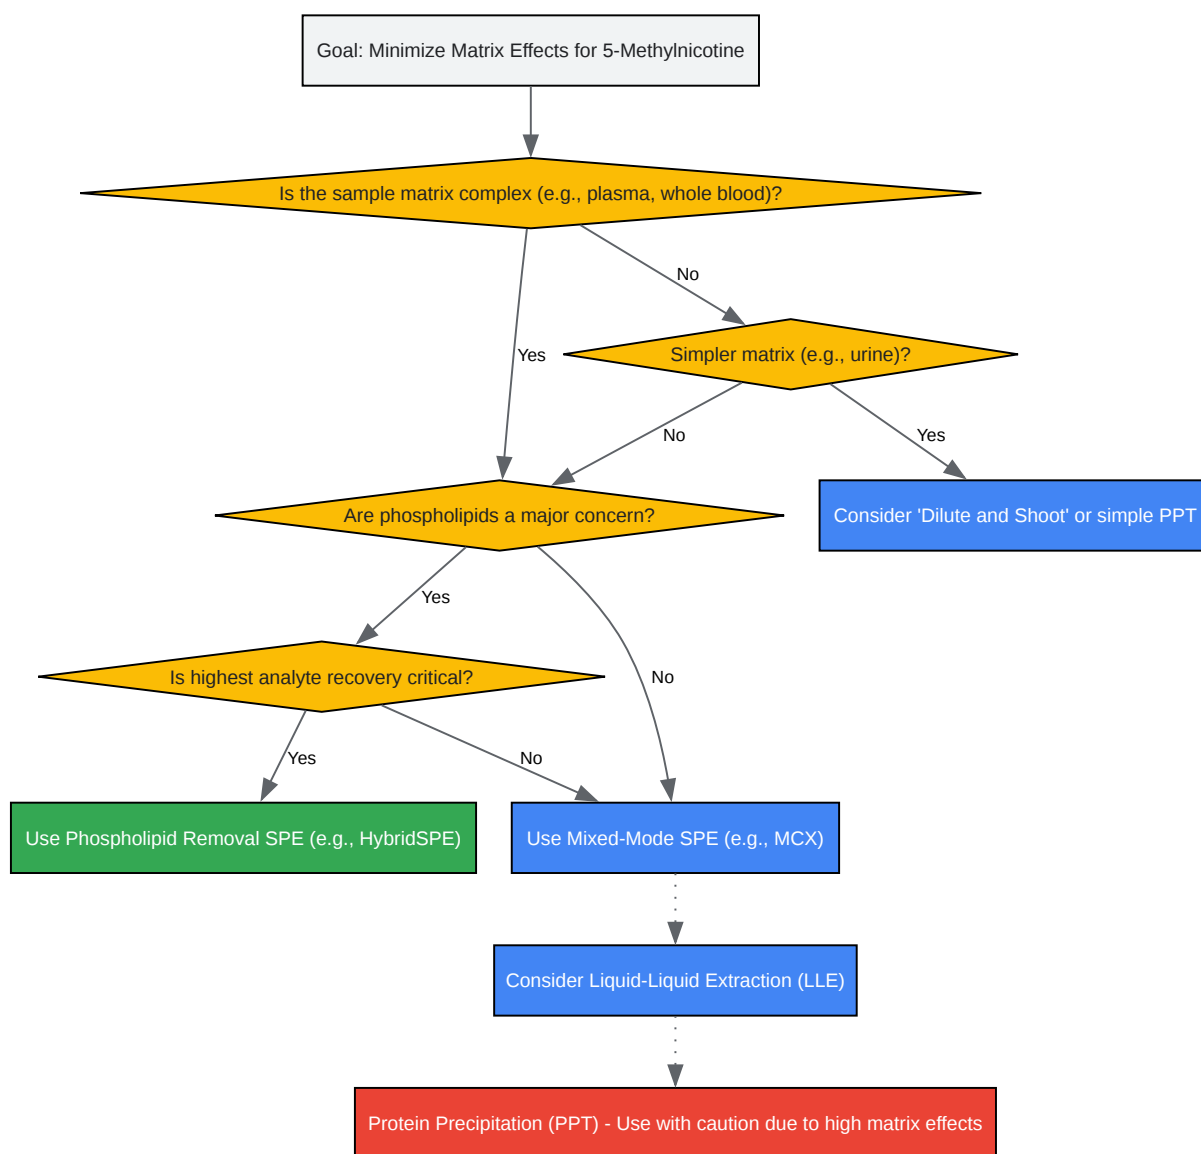 Goal: Minimize Matrix Effects for 5-Methylnicotine
Is the sample matrix complex (e.g., plasma, whole blood)?
No
Yes
Simpler matrix (e.g., urine)?
No
Yes
Are phospholipids a major concern?
Consider 'Dilute and Shoot' or simple PPT
Yes
No
Is highest analyte recovery critical?
Yes
No
Use Phospholipid Removal SPE (e.g., HybridSPE)
Use Mixed-Mode SPE (e.g., MCX)
Consider Liquid-Liquid Extraction (LLE)
Protein Precipitation (PPT) - Use with caution due to high matrix effects